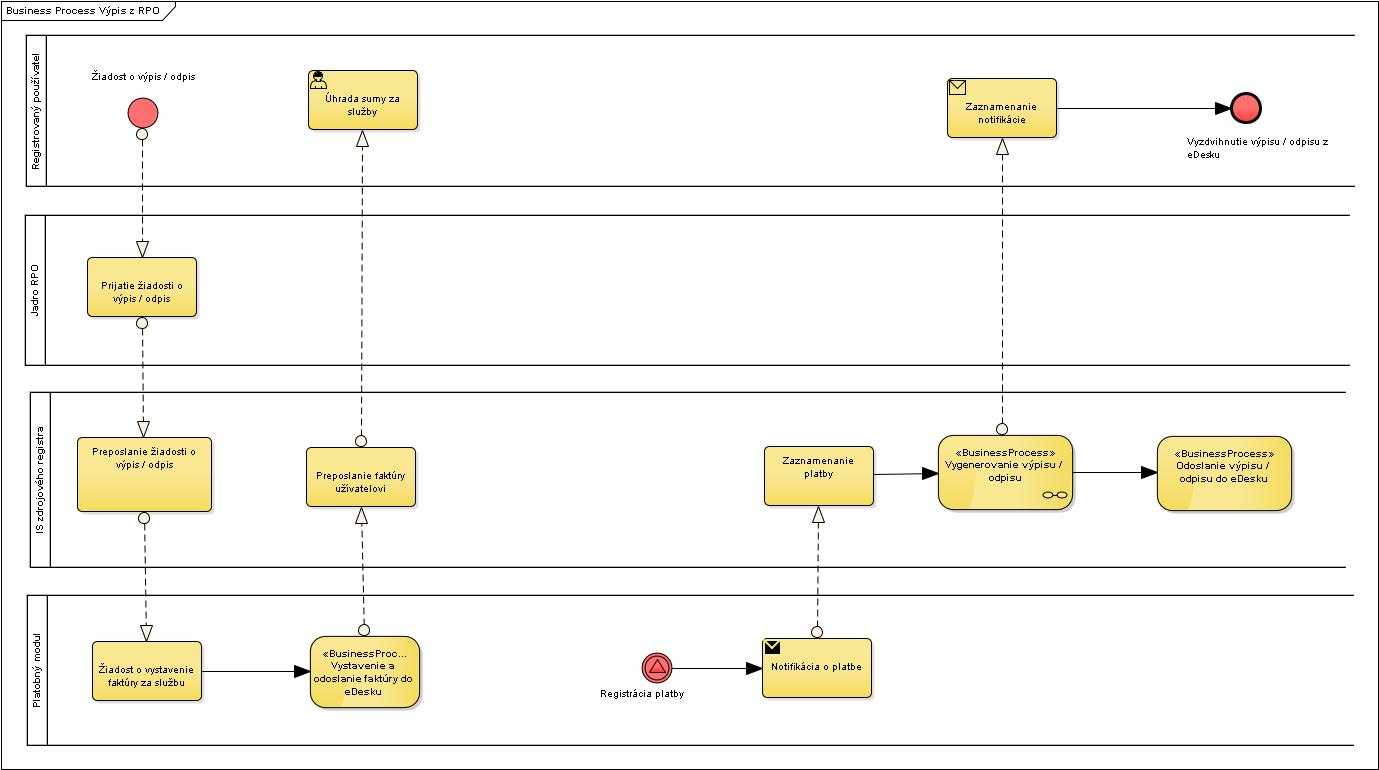 Business Process Výpis z RPO
Registrovaný používateľ
Žiadosť o výpis / odpis
Úhrada sumy za
služby
Zaznamenanie
notifikácie
Vyzdvihnutie výpisu / odpisu z
eDesku
Jadro RPO
Prijatie žiadosti o
výpis / odpis
IS zdrojového registra
Preposlanie žiadosti o
výpis / odpis
Preposlanie faktúry
užívatelovi
Zaznamenanie
platby
«BusinessProcess»
Vygenerovanie výpisu /
odpisu
«BusinessProcess»
Odoslanie výpisu /
odpisu do eDesku
Platobný modul
Žiadost o vystavenie
faktúry za službu
«BusinessProc...
Vystavenie a
odoslanie faktúry do
eDesku
Registrácia platby
Notifikácia o platbe